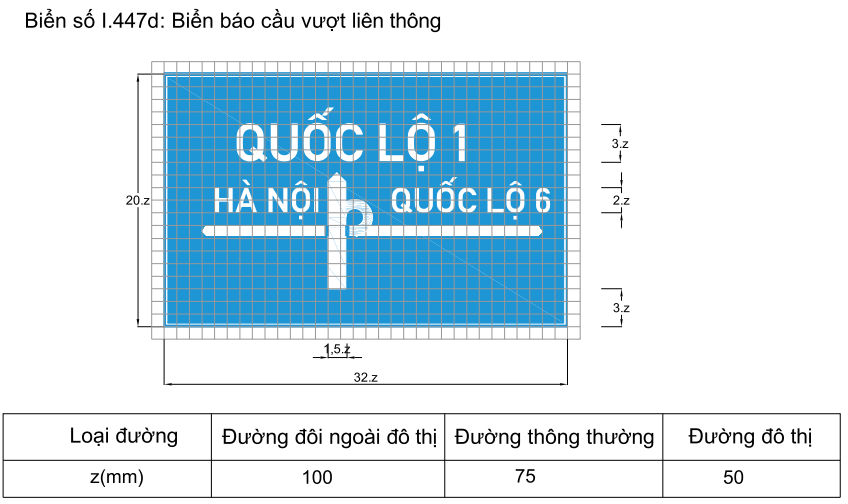 Biển số I.447d: Biển báo cầu vượt liên thông
QUỐC LỘ 1
3.z
HÀ NỘI QUỐC LỘ 6
20.z
2.z
3.z
1,5.z
32.z
Loại đường Đường đôi ngoài đô thị Đường thông thường Đường đô thị
z(mm) 100 75 50